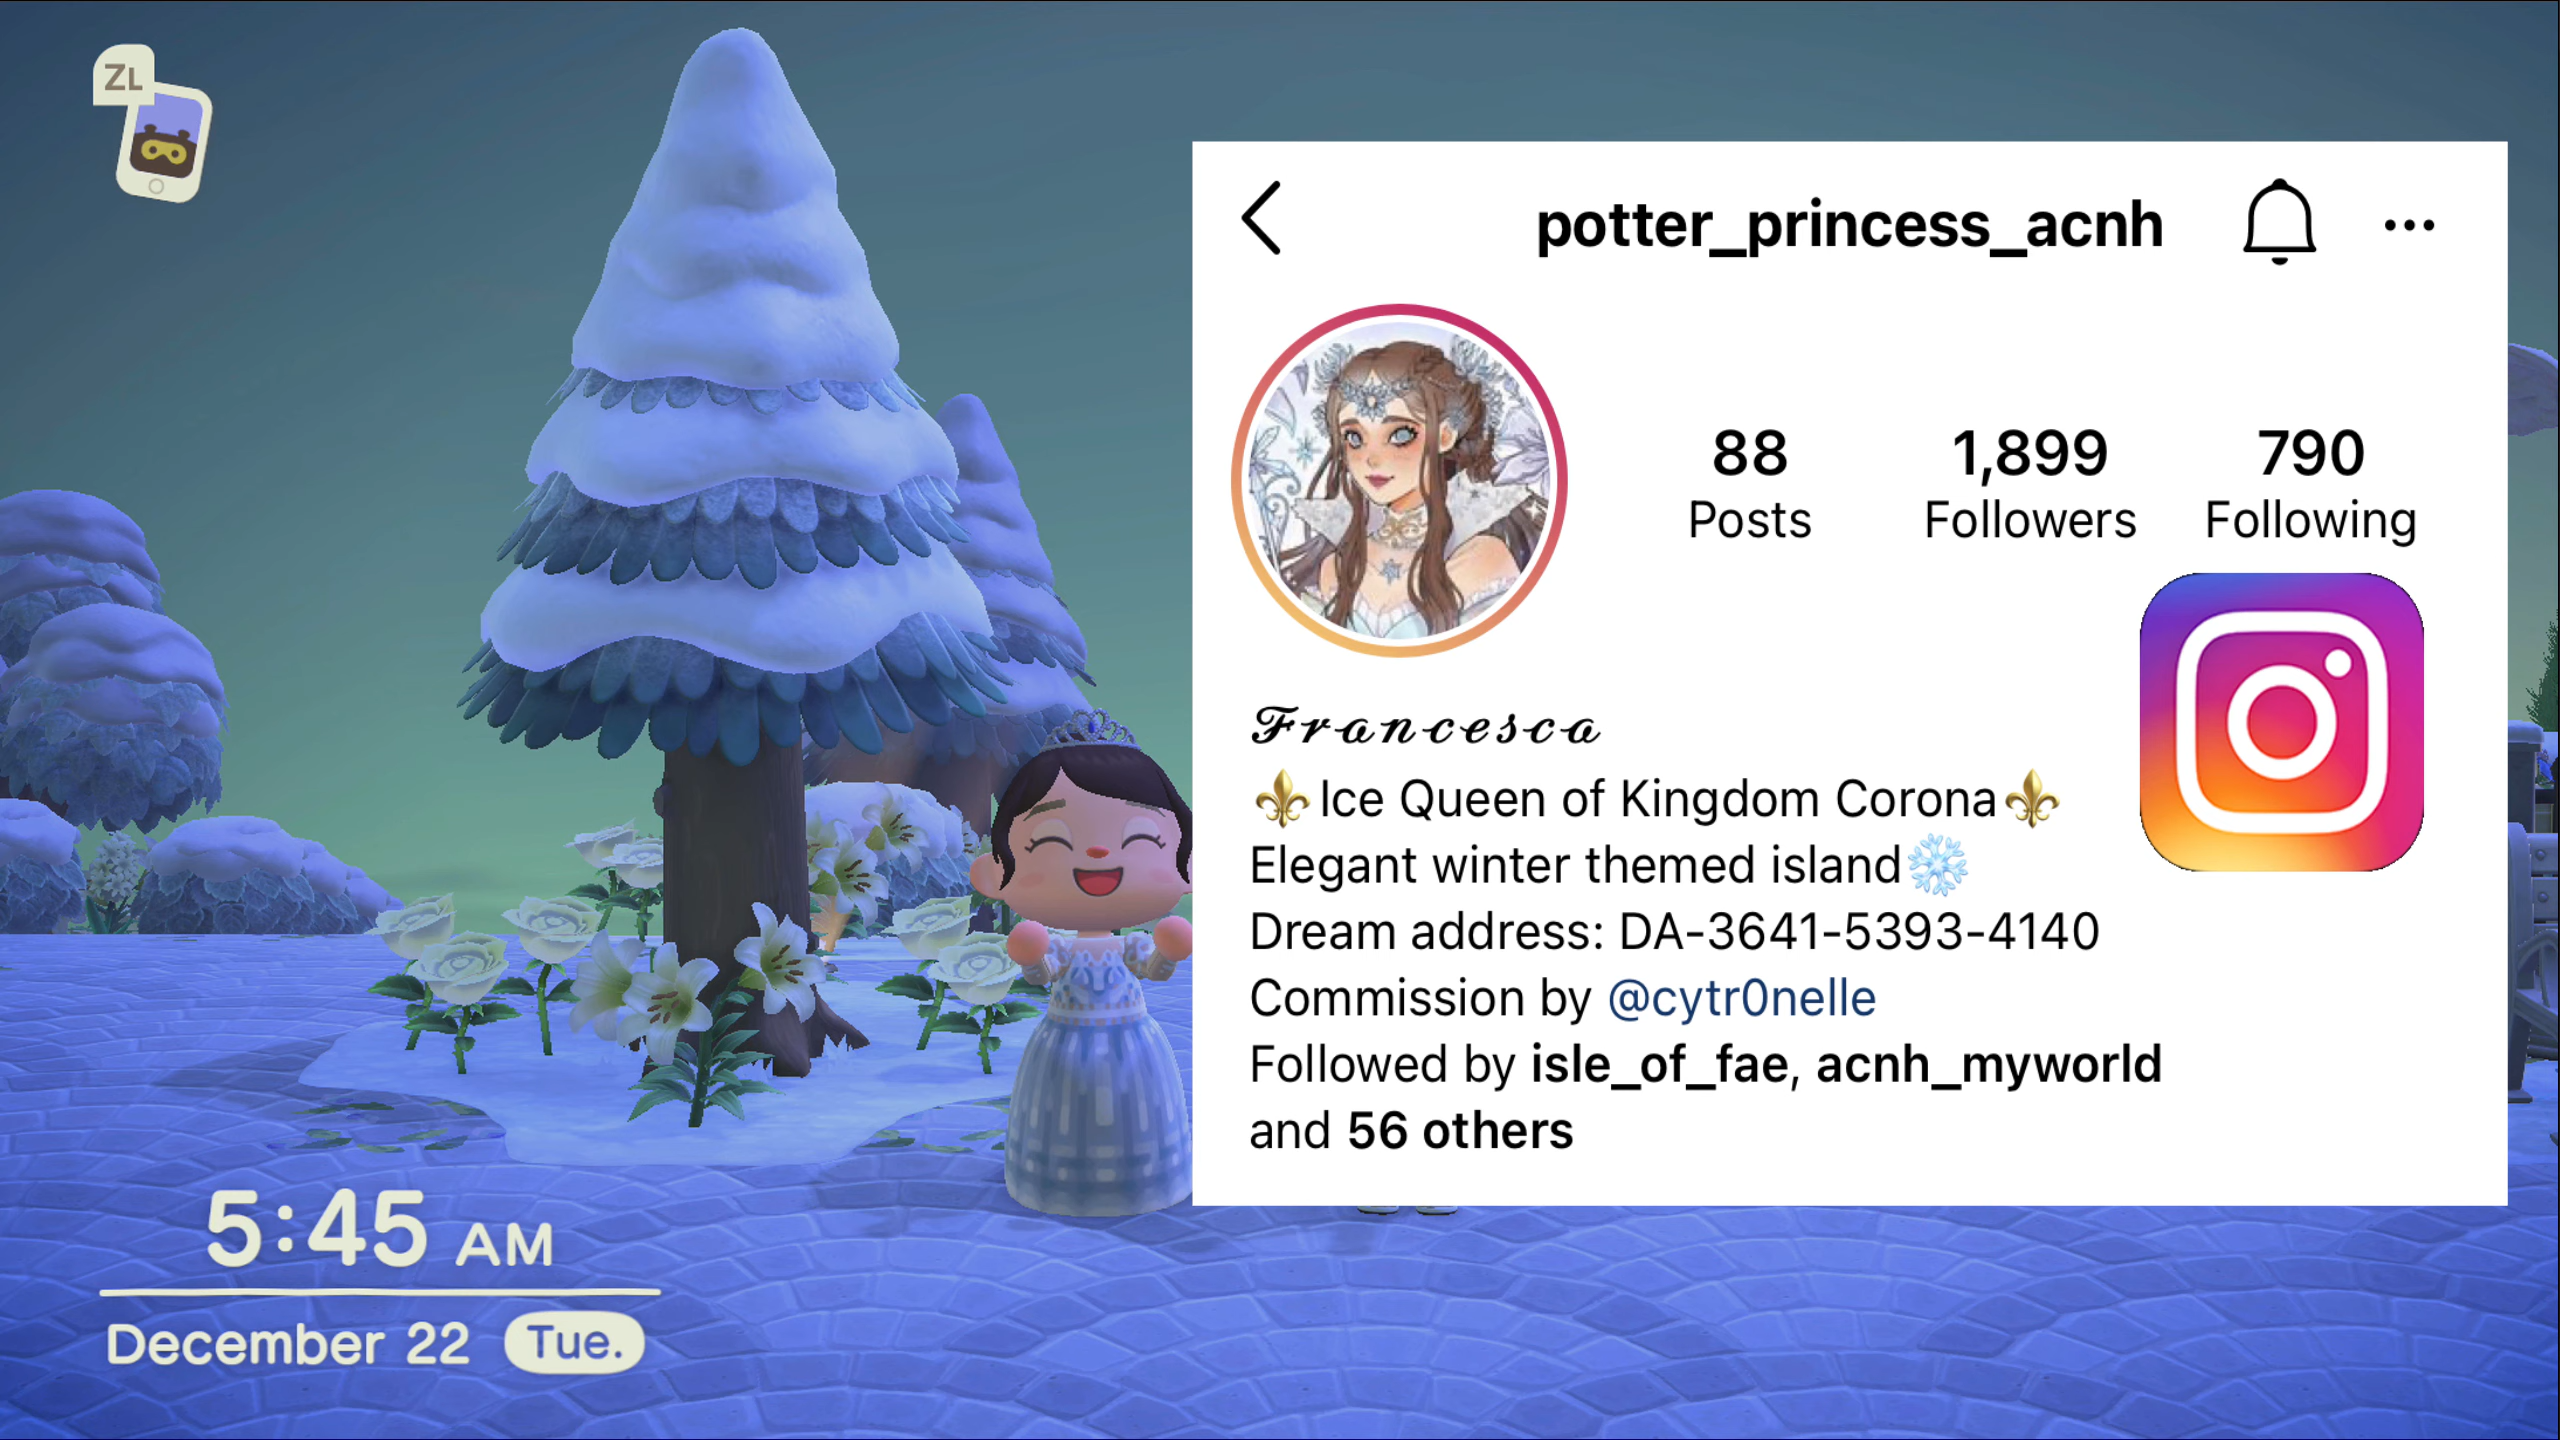 ZL
potter_princess_acnh
88
Posts
1,899
Followers
790
Following
𝓕𝓻𝓪𝓷𝓬𝓮𝓼𝓬𝓪
⚜️Ice Queen of Kingdom Corona⚜️
Elegant winter themed island❄️
Dream address: DA-3641-5393-4140
Commission by @cytr0nelle
Followed by isle_of_fae, acnh_myworld
and 56 others
5:45 AM
December 22 Tue.